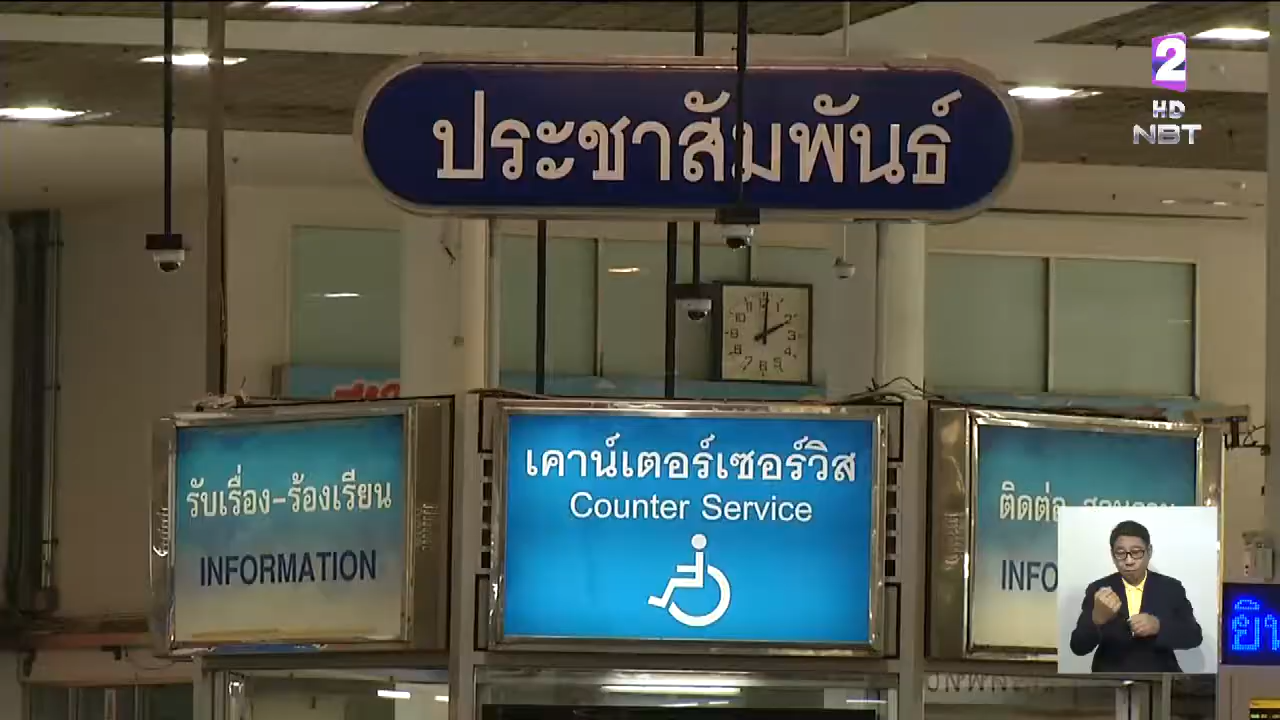 2
HD
NBT
ประชาสัมพันธ์
รับเรื่อง-ร้องเรียน
INFORMATION
เคาน์เตอร์เซอร์วิส
Counter Service
ติดต่อ
INFO